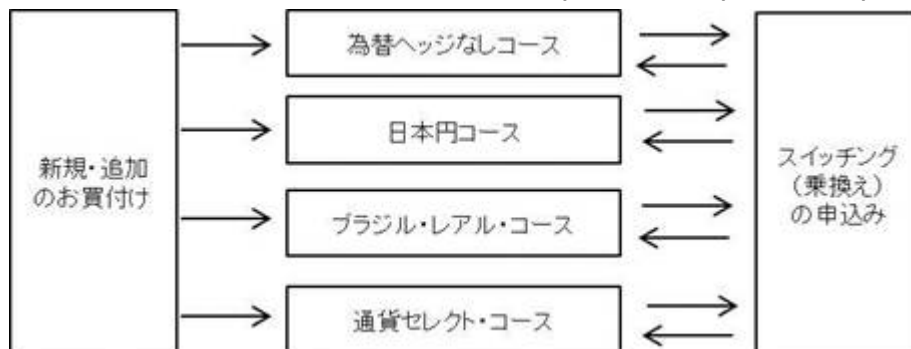 新規・追加
のお買付け
為替ヘッジなしコース
日本円コース
ブラジル・レアル・コース
通貨セレクト・コース
スイッチング
（乗換え）
の申込み